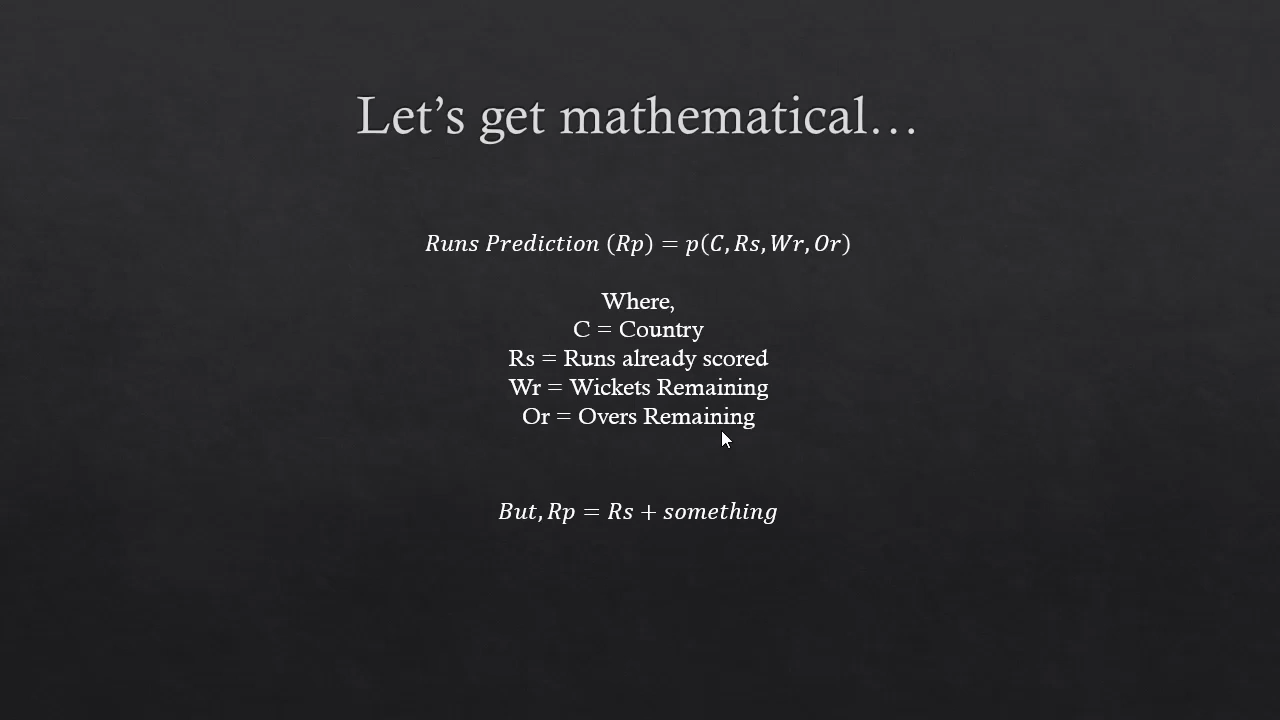 Let’s get mathematical…
Runs Prediction (Rp) = p(C, Rs, Wr, Or)
Where,
C = Country
Rs = Runs already scored
Wr = Wickets Remaining
Or = Overs Remaining
But, Rp = Rs + something